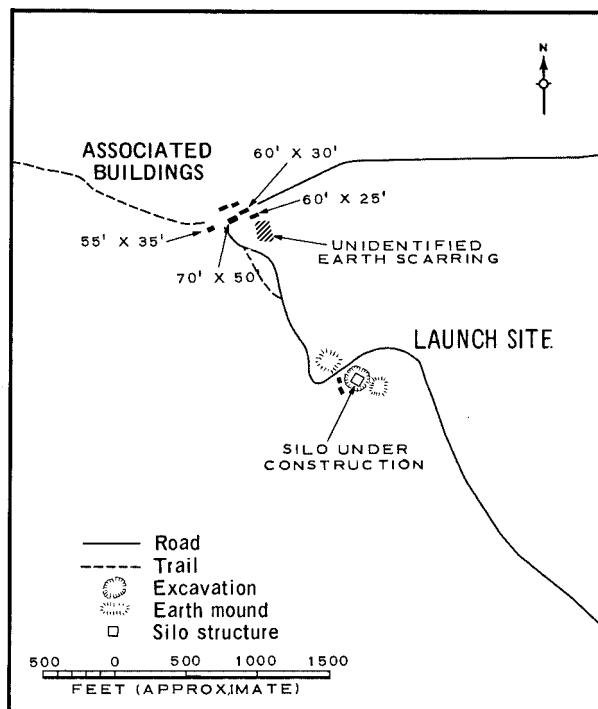 N
ASSOCIATED
BUILDINGS
60' X 30'
60' X 25'
55' X 35'
UNIDENTIFIED
EARTH SCARRING
70' X 50'
LAUNCH SITE
SILO UNDER
CONSTRUCTION
Road
Trail
Excavation
Earth mound
Silo structure
500 0 500 1000 1500
FEET (APPROXIMATE)